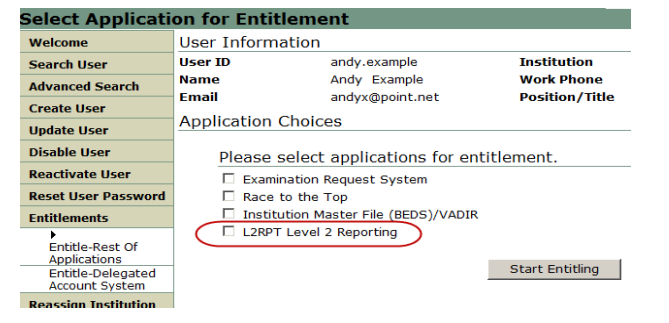 Select Application for Entitlement
Welcome
Search User
Advanced Search
Create User
Update User
Disable User
Reactivate User
Reset User Password
Entitlements
Entitle-Rest Of
Applications
Entitle-Delegated
Account System
Reassign Institution
User Information
User ID andy.example Institution
Name Andy Example Work Phone
Email andyx@point.net Position/Title
Application Choices
Please select applications for entitlement.
Examination Request System
Race to the Top
Institution Master File (BEDS)/VADIR
L2RPT Level 2 Reporting
Start Entitling